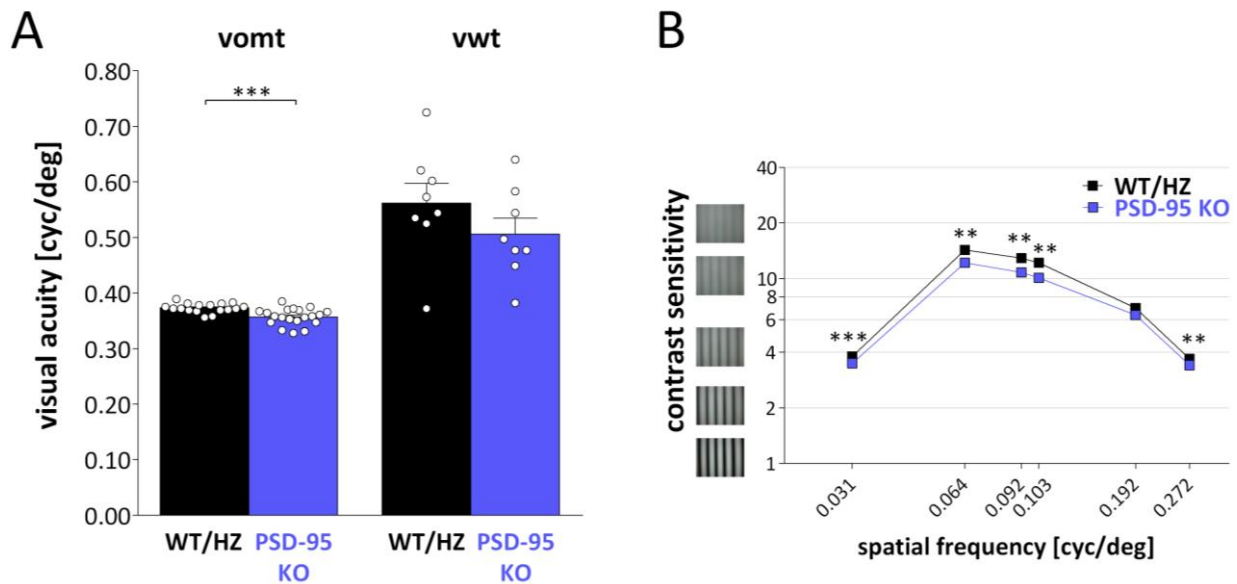 A
vomt
vwt
visual acuity [cyc/deg]
0.80
0.70
0.60
0.50
0.40
0.30
0.20
0.10
0.00
***
WT/HZ
PSD-95
KO
WT/HZ
PSD-95
KO
B
contrast sensitivity
40
20
10
8
6
4
2
1
WT/HZ
PSD-95 KO
***
**
**
**
**
0.031
0.064
0.092
0.103
0.192
0.272
spatial frequency [cyc/deg]